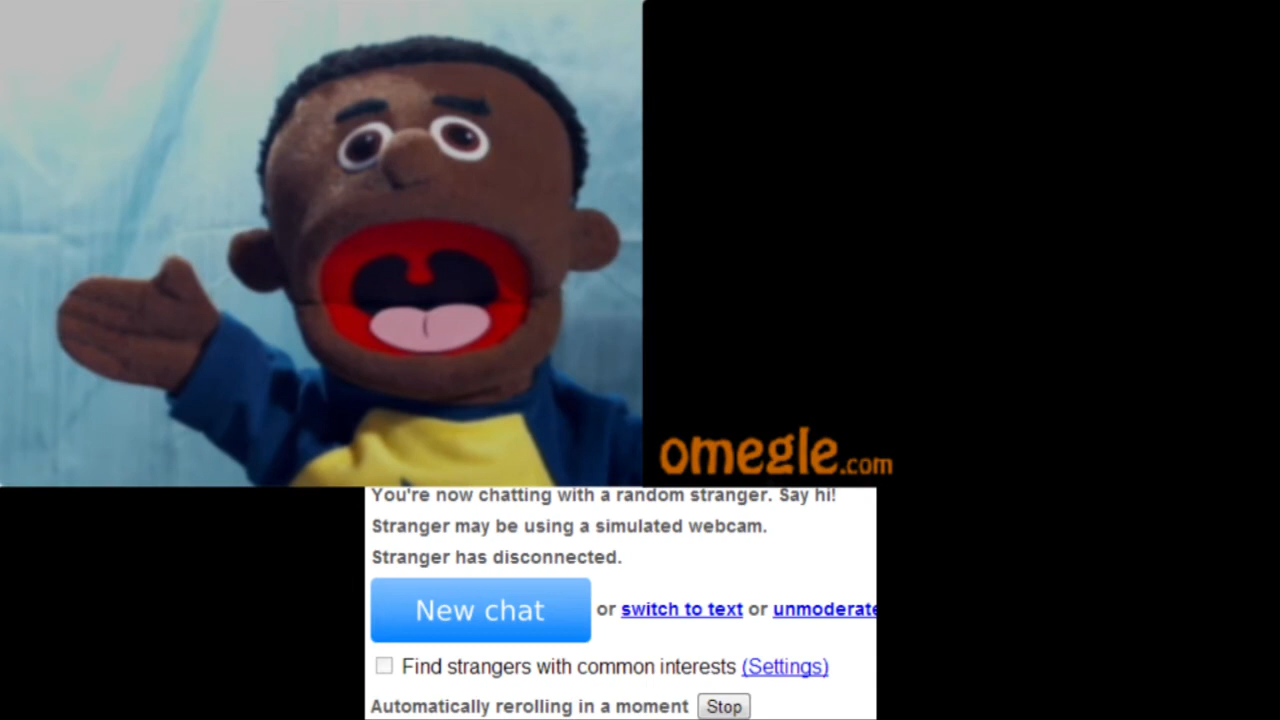 omegle.com
You're now chatting with a random stranger. Say hi!
Stranger may be using a simulated webcam.
Stranger has disconnected.
New chat or switch to text or unmoderate
Find strangers with common interests (Settings)
Automatically rerolling in a moment Stop